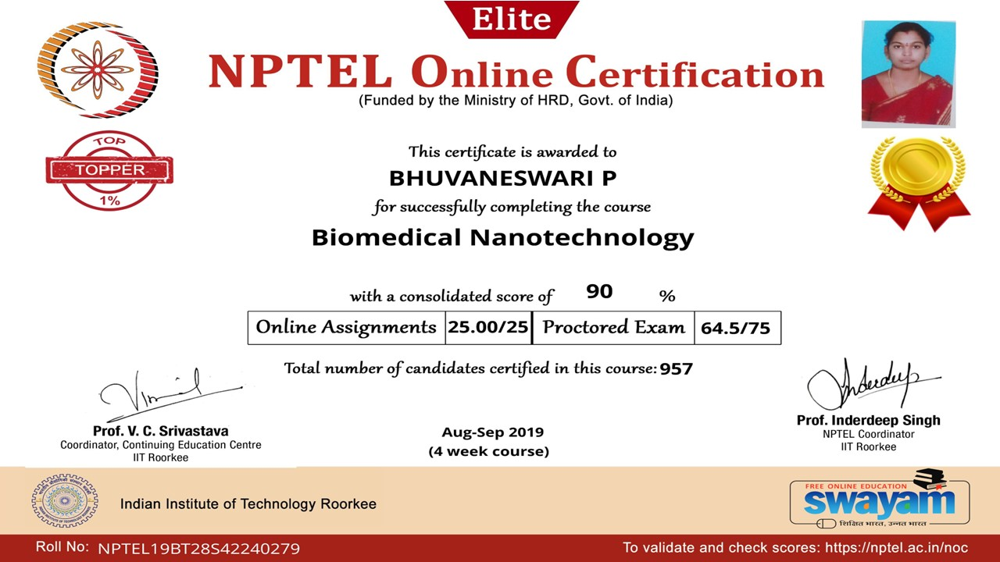 Elite
NPTEL Online Certification
(Funded by the Ministry of HRD, Govt. of India)
TOP
TOPPER
1%
This certificate is awarded to
BHUVANESWARI P
for successfully completing the course
Biomedical Nanotechnology
with a consolidated score of 90 %
Online Assignments 25.00/25 Proctored Exam 64.5/75
Total number of candidates certified in this course: 957
Prof. V. C. Srivastava
Coordinator, Continuing Education Centre
IIT Roorkee
Aug-Sep 2019
(4 week course)
Prof. Inderdeep Singh
NPTEL Coordinator
IIT Roorkee
Indian Institute of Technology Roorkee
FREE ONLINE EDUCATION
swayam
शिक्षित भारत, उन्नत भारत
Roll No: NPTEL19BT28S42240279
To validate and check scores: https://nptel.ac.in/noc